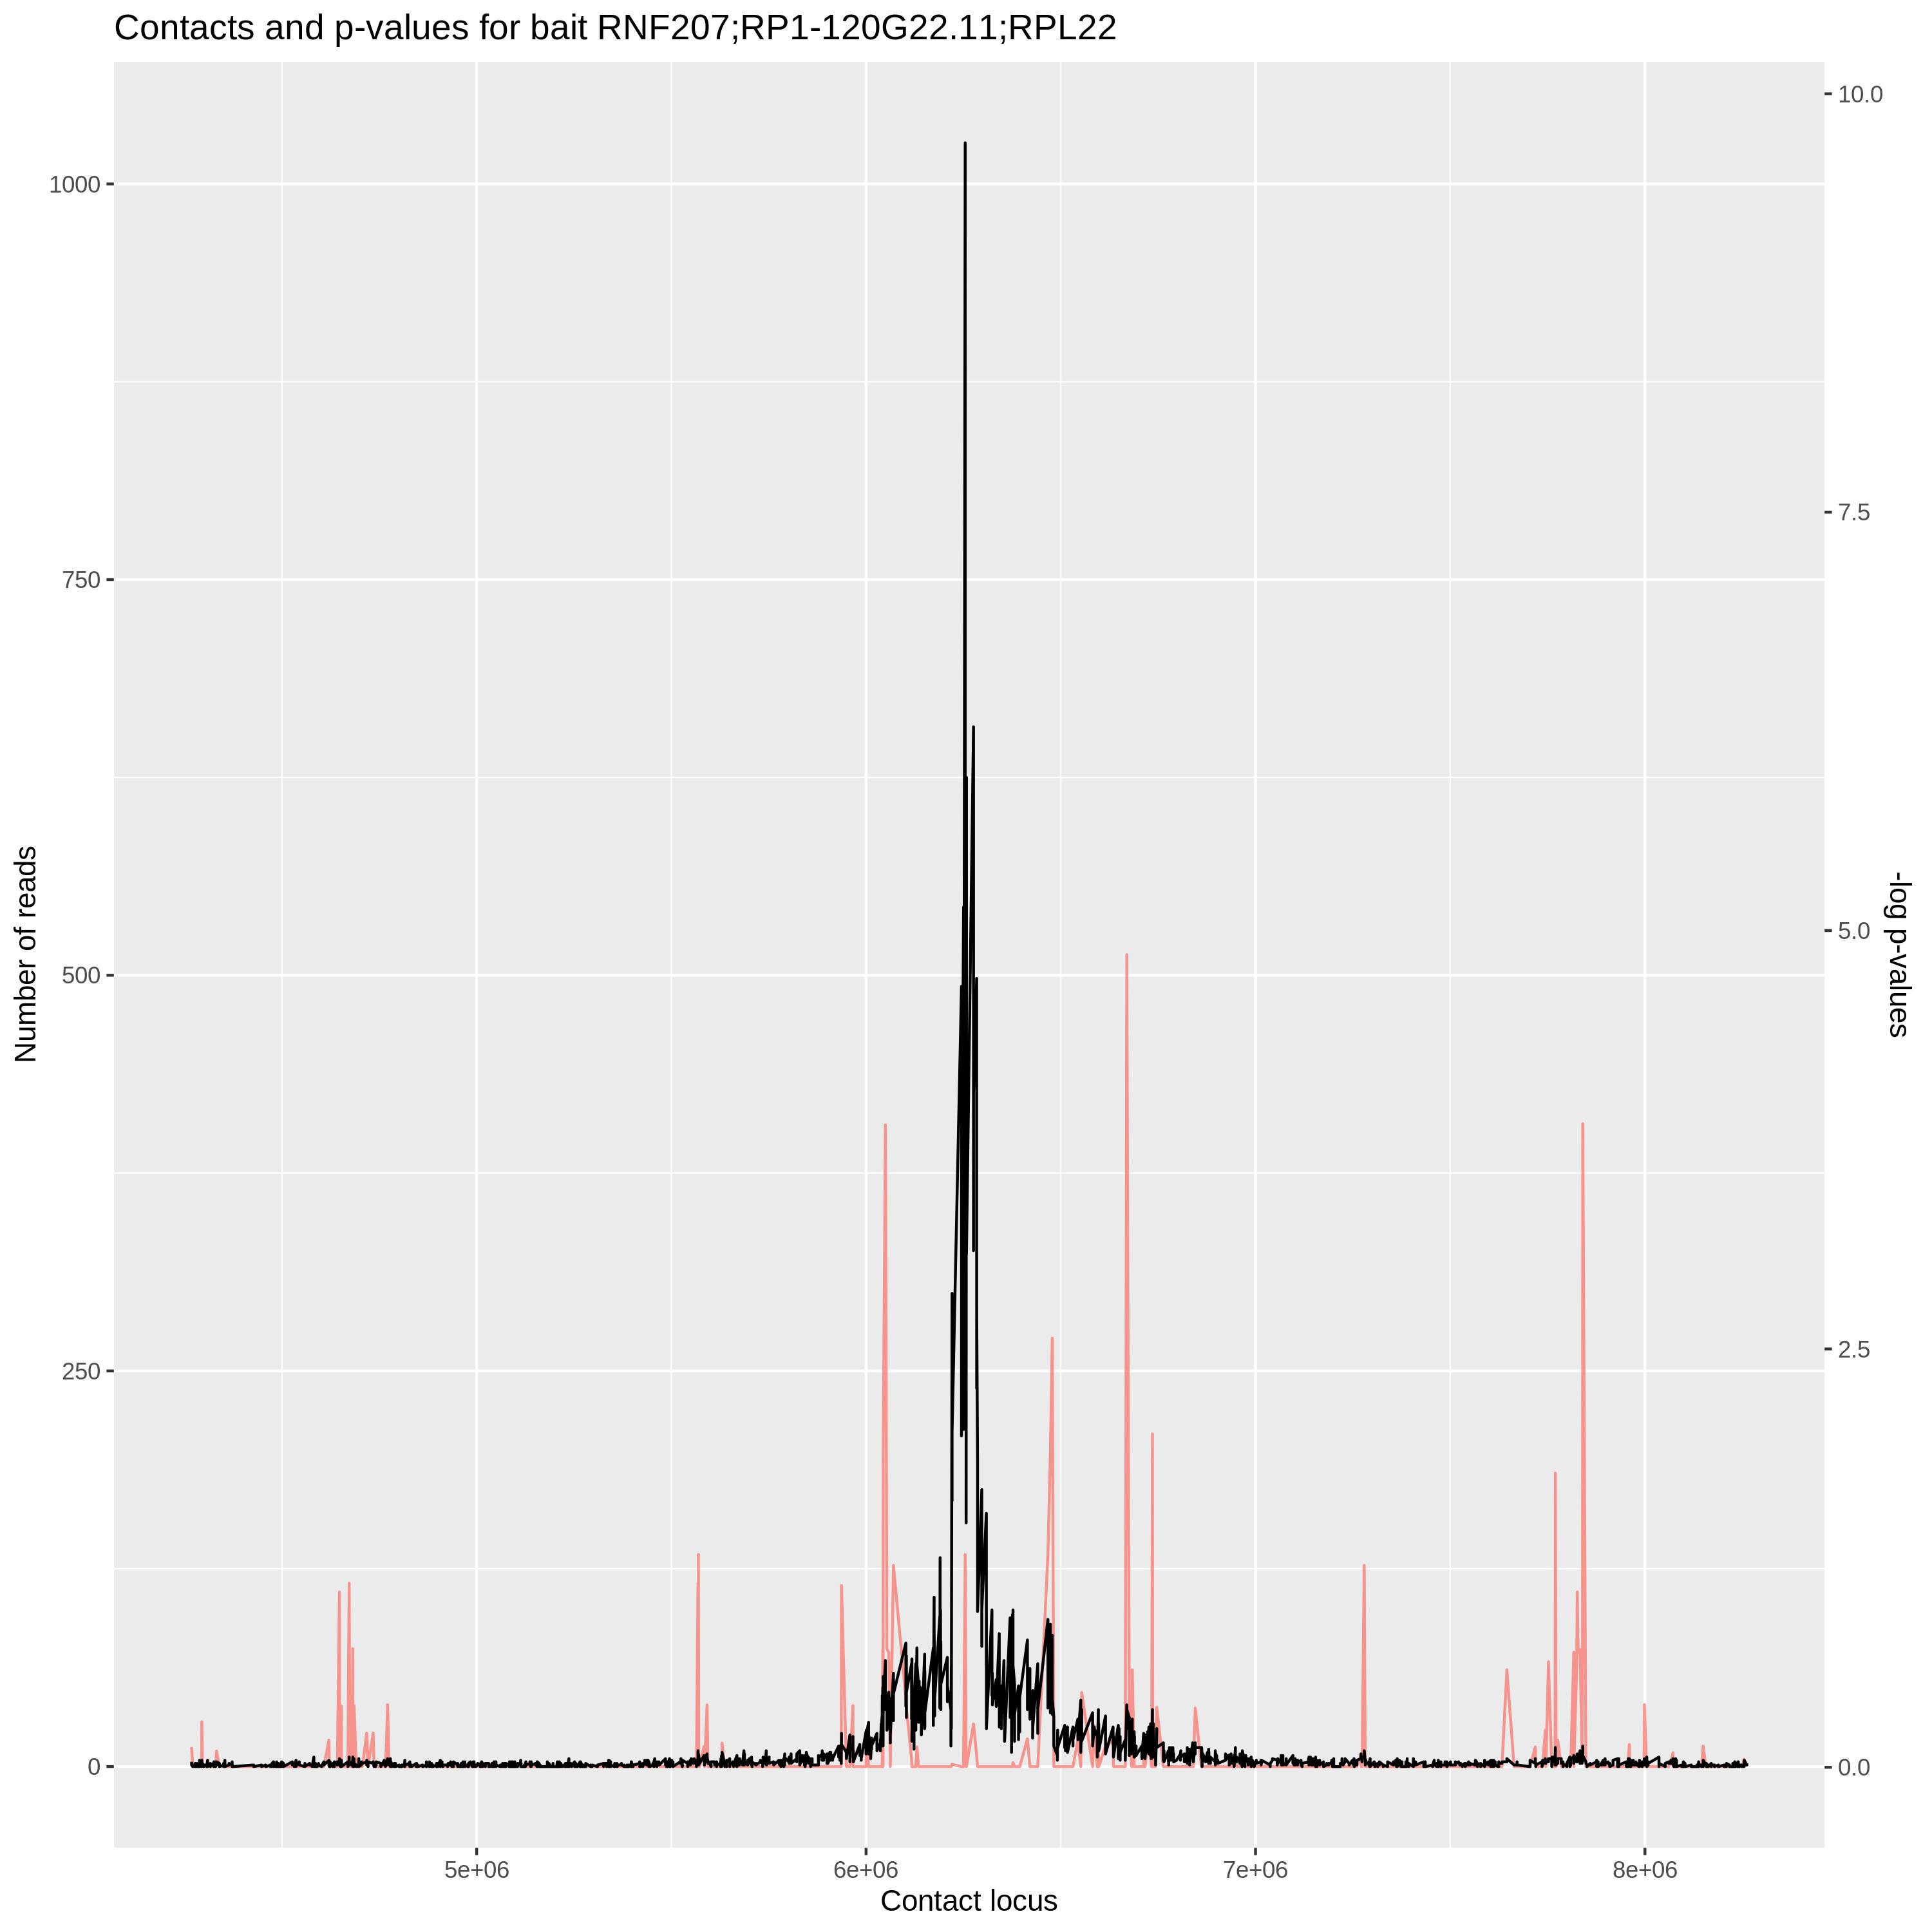 Contacts and p-values for bait RNF207;RP1-120G22.11;RPL22
1000
750
500
250
0
Number of reads
10.0
7.5
5.0
2.5
0.0
-log p-values
5e+06
6e+06
7e+06
8e+06
Contact locus